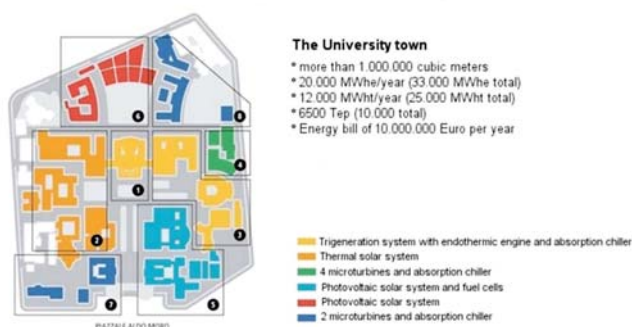 The University town
* more than 1.000.000 cubic meters
* 20.000 MWhe/year (33.000 MWhe total)
* 12.000 MWht/year (25.000 MWht total)
* 6500 Tep (10.000 total)
* Energy bill of 10.000.000 Euro per year
6
8
4
1
3
2
7
5
PIAZZALE ALDO MORO
Trigeneration system with endothermic engine and absorption chiller
Thermal solar system
4 microturbines and absorption chiller
Photovoltaic solar system and fuel cells
Photovoltaic solar system
2 microturbines and absorption chiller